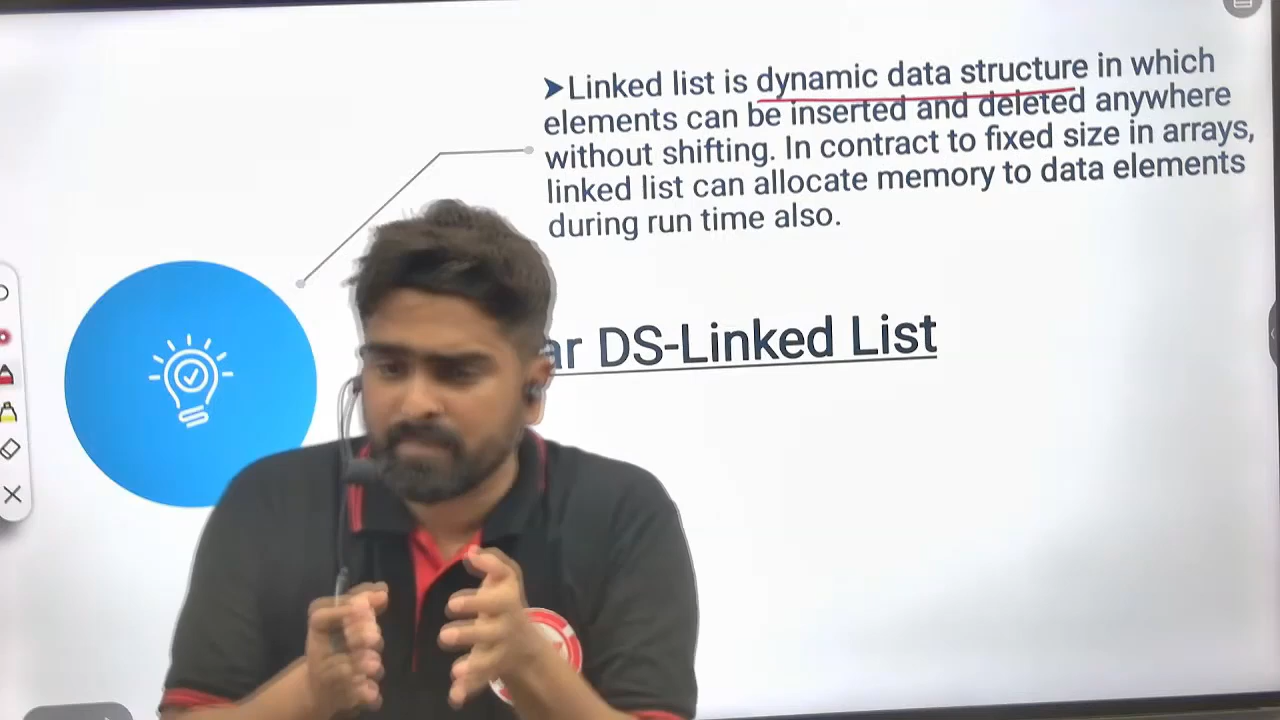 ➤Linked list is dynamic data structure in which
elements can be inserted and deleted anywhere
without shifting. In contract to fixed size in arrays,
linked list can allocate memory to data elements
during run time also.
DS-Linked List